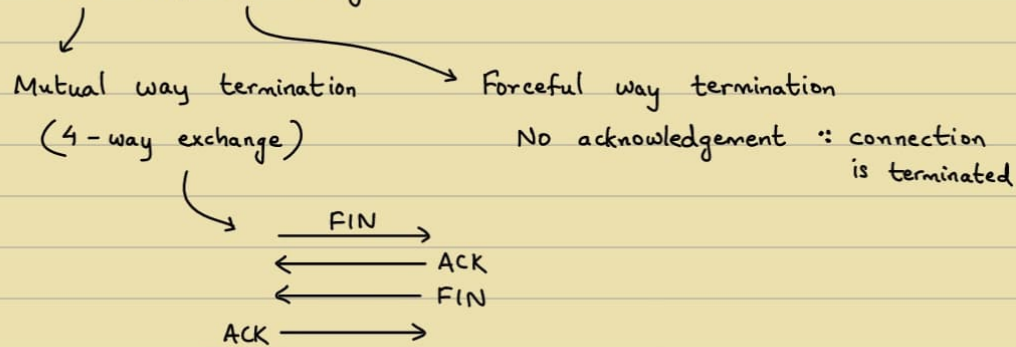 Mutual way termination
(4-way exchange)
Forceful way termination
No acknowledgement ∵ connection
is terminated
FIN
ACK
FIN
ACK